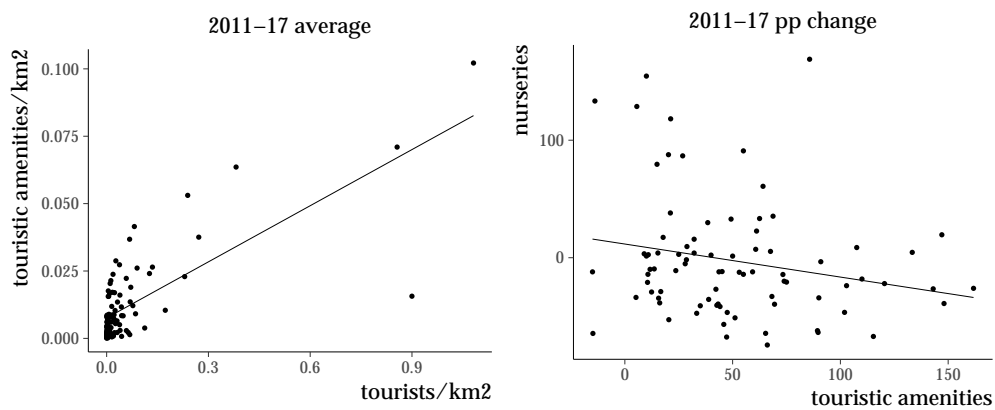 2011–17 average
touristic amenities/km2
0.100
0.075
0.050
0.025
0.000
0.0 0.3 0.6 0.9
tourists/km2
2011–17 pp change
nurseries
100
0
0 50 100 150
touristic amenities